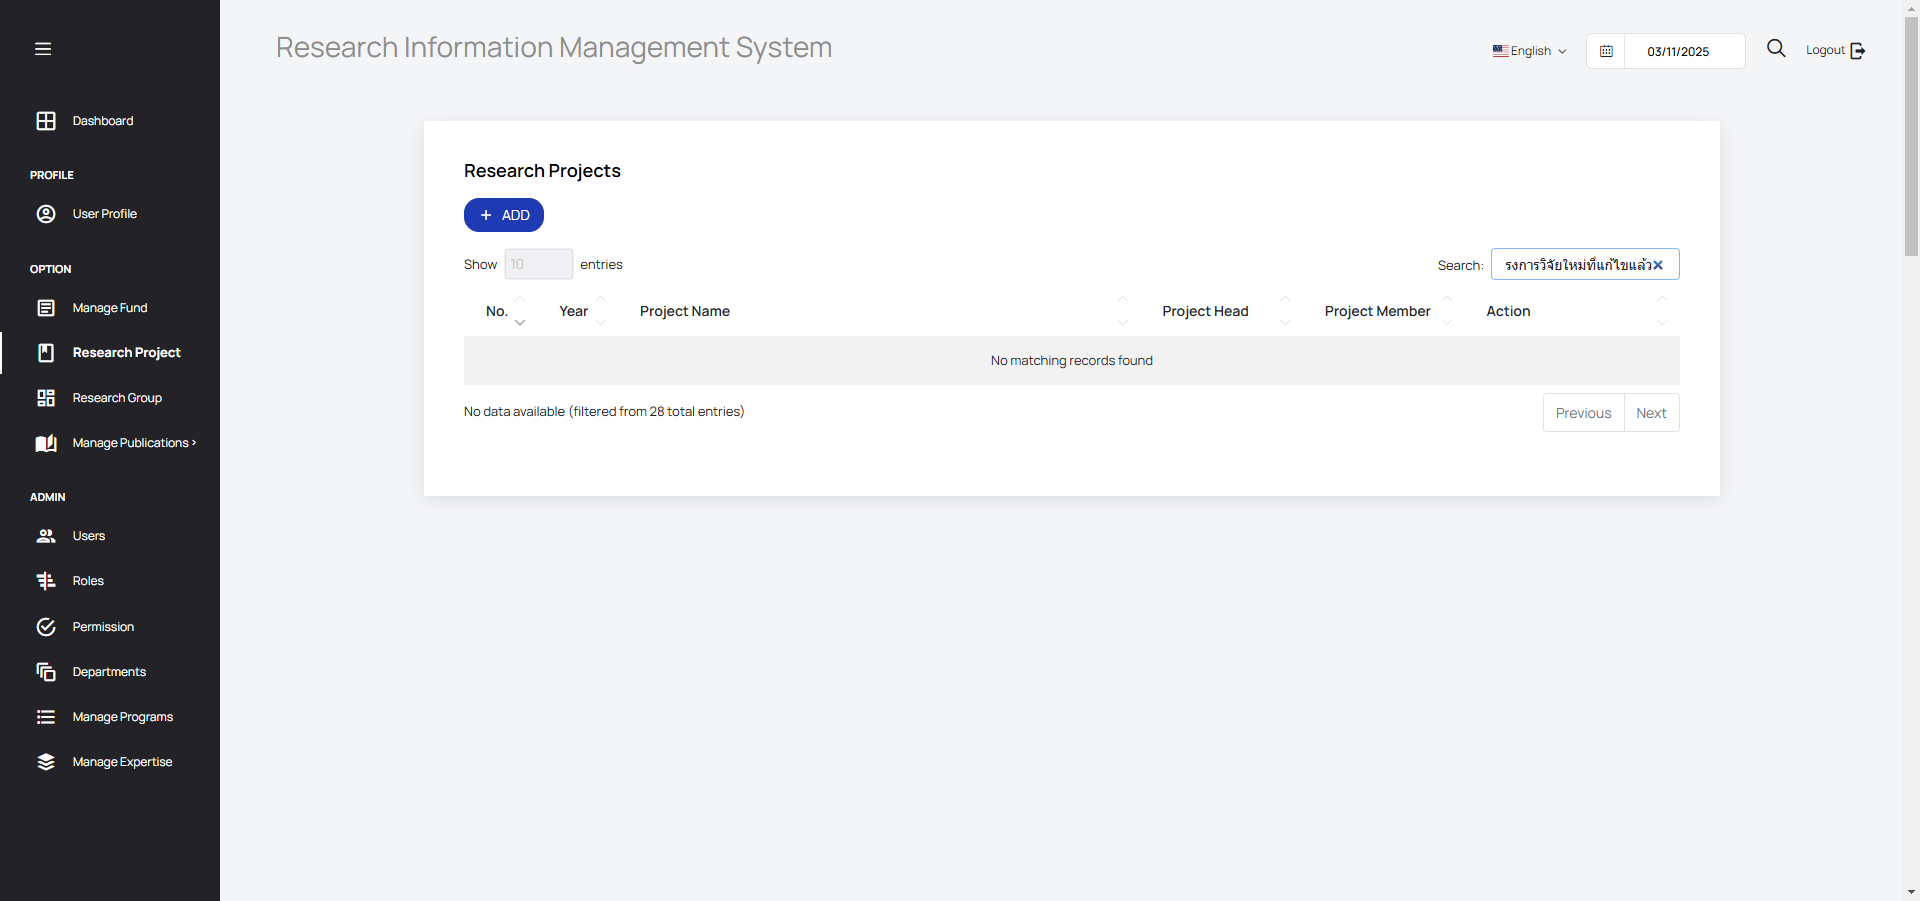 Research Information Management System
English
03/11/2025
Logout
Dashboard
PROFILE
User Profile
OPTION
Manage Fund
Research Project
Research Group
Manage Publications
ADMIN
Users
Roles
Permission
Departments
Manage Programs
Manage Expertise
Research Projects
+ ADD
Show 10 entries
Search: รงการวิจัยใหม่ที่แก้ไขแล้ว
No. Year Project Name Project Head Project Member Action
No matching records found
No data available (filtered from 28 total entries)
Previous Next